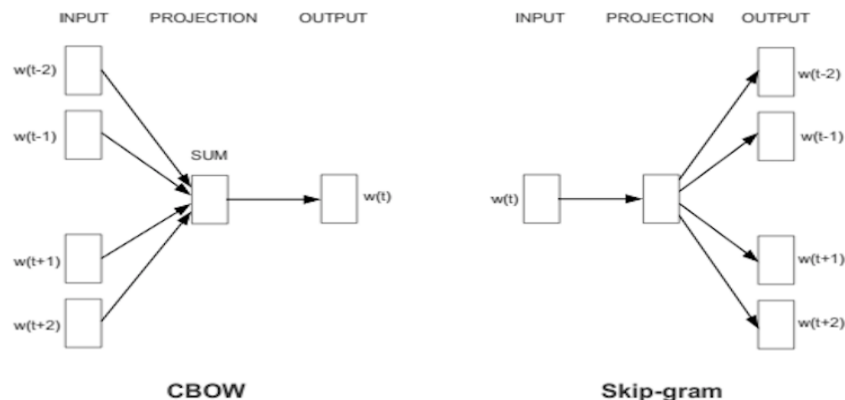 INPUT PROJECTION OUTPUT
w(t-2)
w(t-1)
SUM
w(t)
w(t+1)
w(t+2)
CBOW
INPUT PROJECTION OUTPUT
w(t-2)
w(t-1)
w(t)
w(t+1)
w(t+2)
Skip-gram